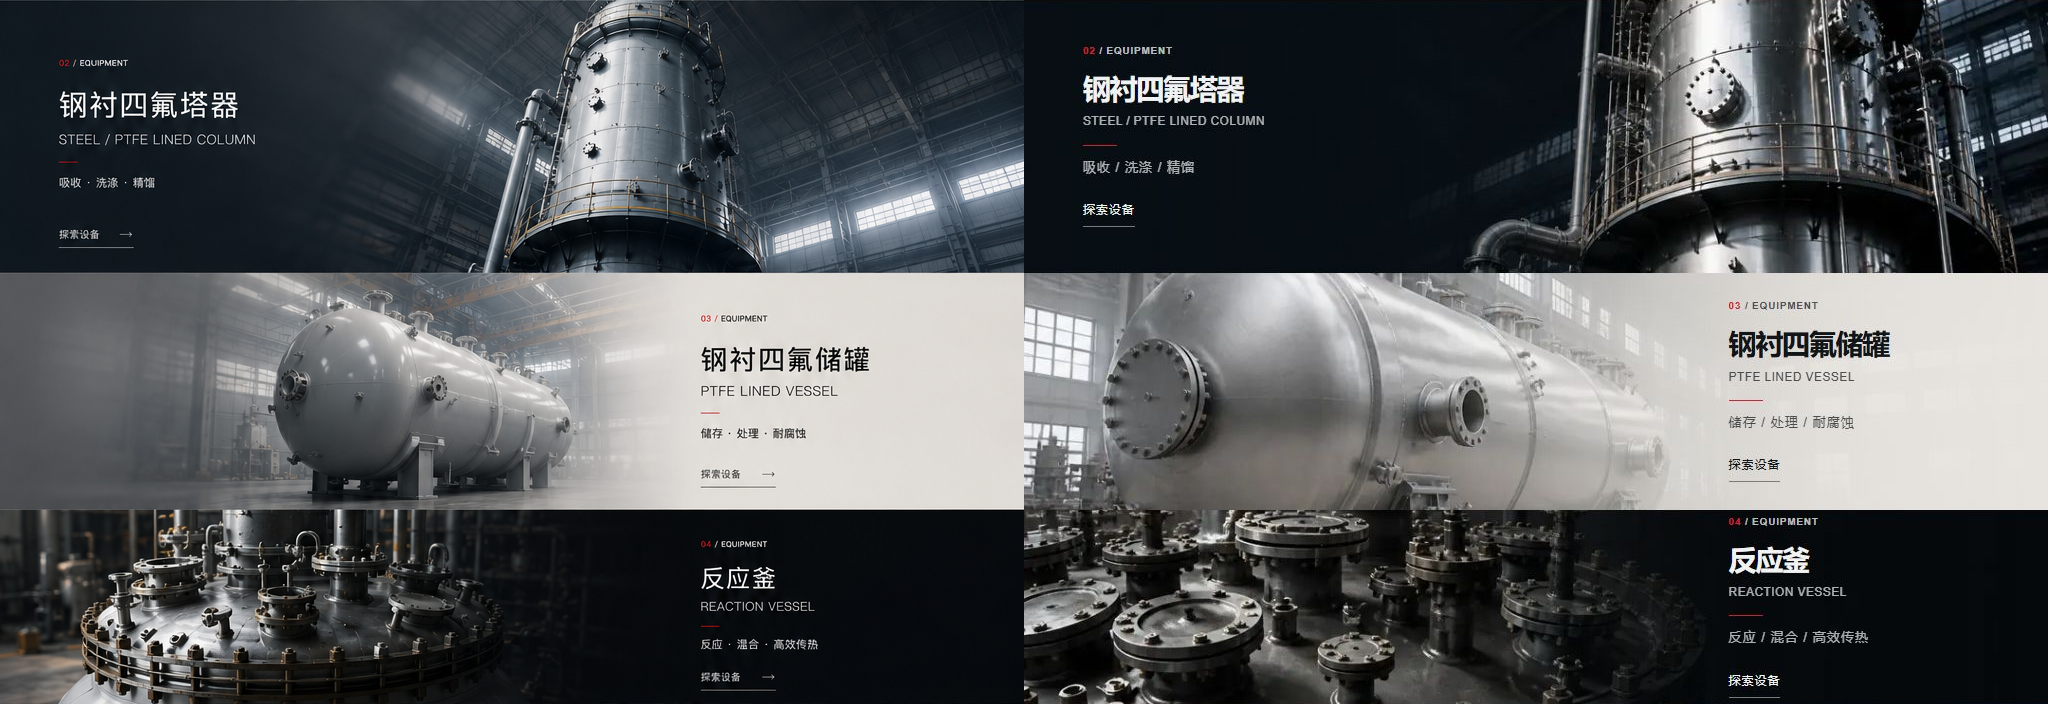 02 / EQUIPMENT
钢衬四氟塔器
STEEL / PTFE LINED COLUMN
吸收 · 洗涤 · 精馏
探索设备 →
02 / EQUIPMENT
钢衬四氟塔器
STEEL / PTFE LINED COLUMN
吸收 / 洗涤 / 精馏
探索设备
03 / EQUIPMENT
钢衬四氟储罐
PTFE LINED VESSEL
储存 · 处理 · 耐腐蚀
探索设备 →
03 / EQUIPMENT
钢衬四氟储罐
PTFE LINED VESSEL
储存 / 处理 / 耐腐蚀
探索设备
04 / EQUIPMENT
反应釜
REACTION VESSEL
反应 · 混合 · 高效传热
探索设备 →
04 / EQUIPMENT
反应釜
REACTION VESSEL
反应 / 混合 / 高效传热
探索设备